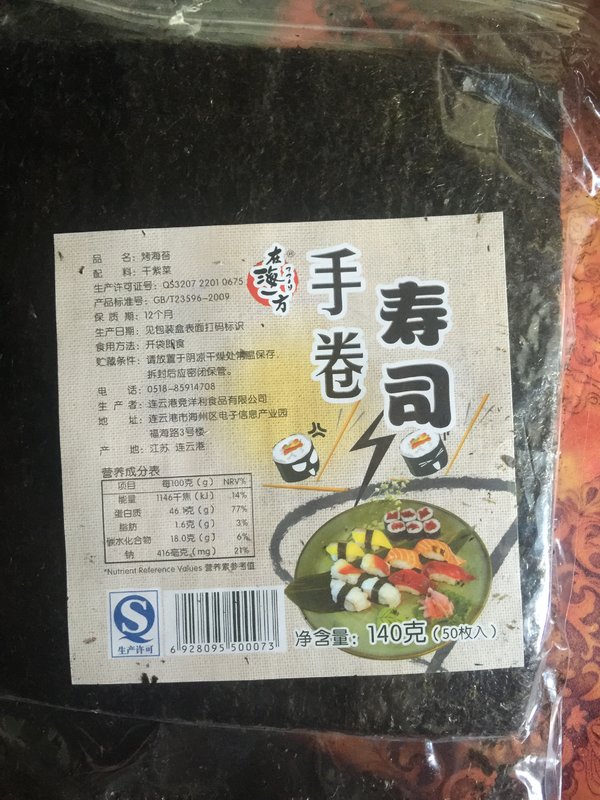 品 名：烤海苔
配 料：干紫菜
生产许可证号：QS3207 2201 0675
产品标准号：GB/T23596-2009
保 质 期：12个月
生产日期：见包装盒表面打码标识
食用方法：开袋即食
贮藏条件：请放置于阴凉干燥处常温保存，
拆封后应密闭保管。
电 话：0518-85914708
生 产 者：连云港竞洋利食品有限公司
地 址：连云港市海州区电子信息产业园
福海路3号楼
产 地：江苏 连云港
营养成分表
项目 每100克(g) NRV%
能量 1146千焦(kJ) 14%
蛋白质 46.1克(g) 77%
脂肪 1.6克(g) 3%
碳水化合物 18.0克(g) 6%
钠 416毫克(mg) 21%
*Nutrient Reference Values 营养素参考值
生产许可
6 928095 500073
在海一方
手卷
寿司
净含量：140克（50枚入）